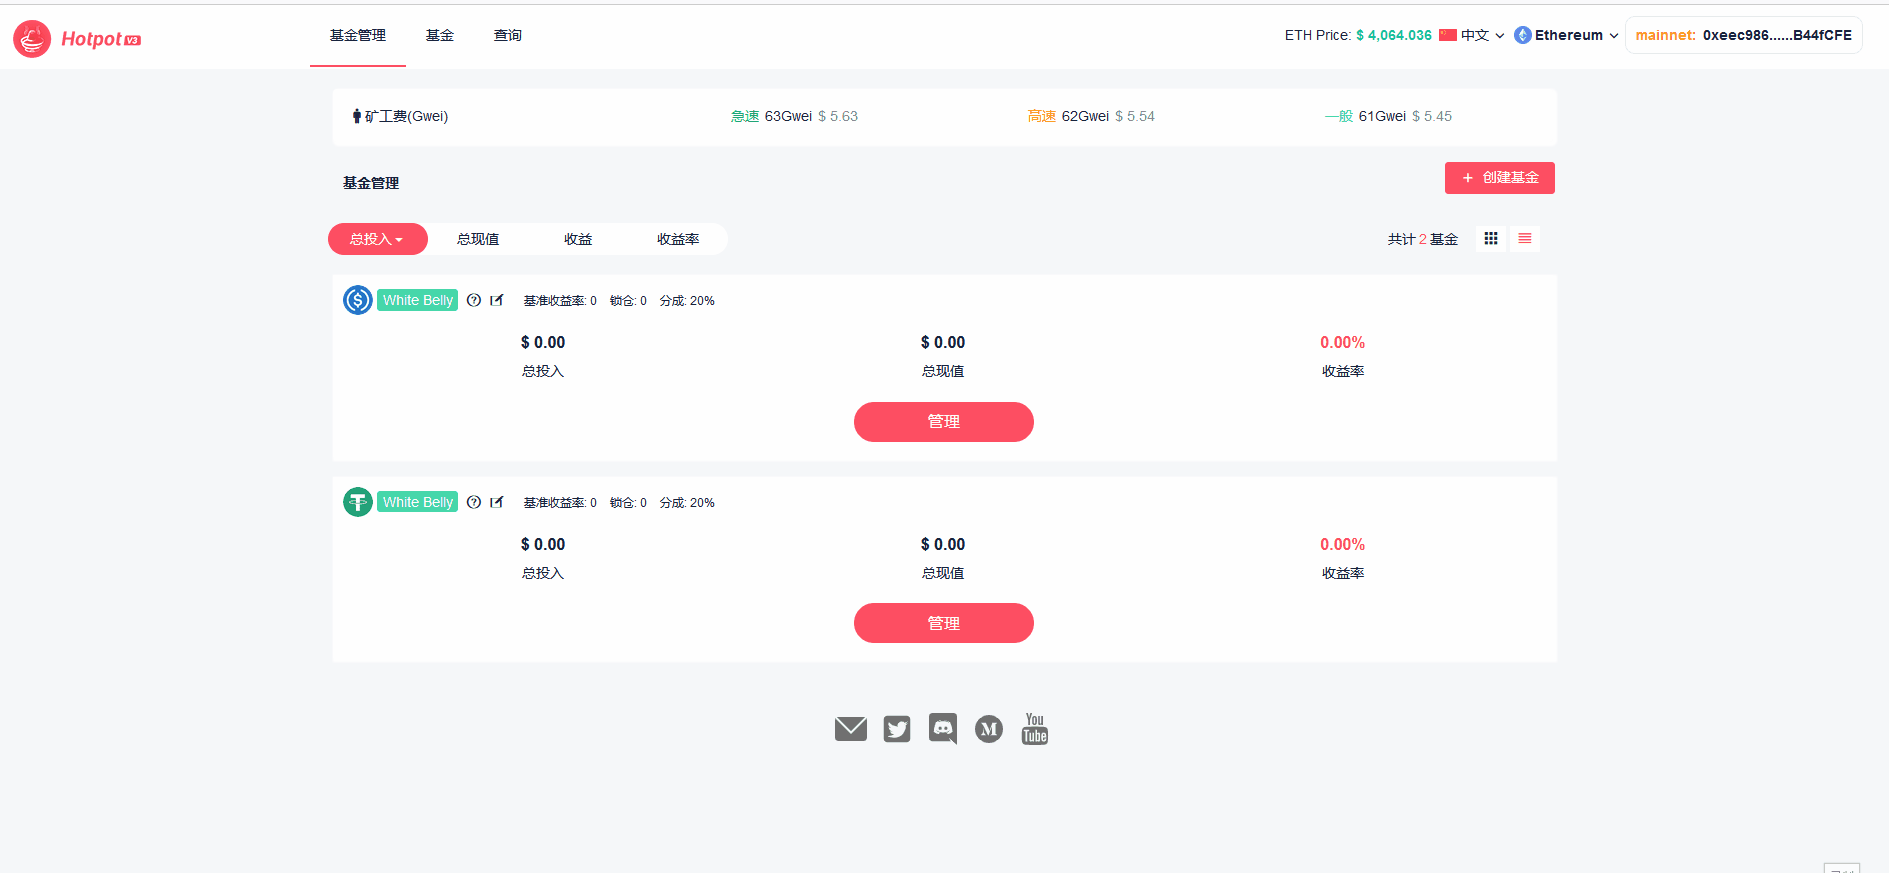 Hotpot V3 基金管理 基金 查询 ETH Price: $ 4,064.036 中文 Ethereum mainnet: 0xeec986......B44fCFE
矿工费(Gwei) 急速 63Gwei $ 5.63 高速 62Gwei $ 5.54 一般 61Gwei $ 5.45
基金管理 + 创建基金
总投入 总现值 收益 收益率 共计 2 基金
White Belly 基准收益率: 0 锁仓: 0 分成: 20%
$ 0.00 $ 0.00 0.00%
总投入 总现值 收益率
管理
White Belly 基准收益率: 0 锁仓: 0 分成: 20%
$ 0.00 $ 0.00 0.00%
总投入 总现值 收益率
管理
M You Tube